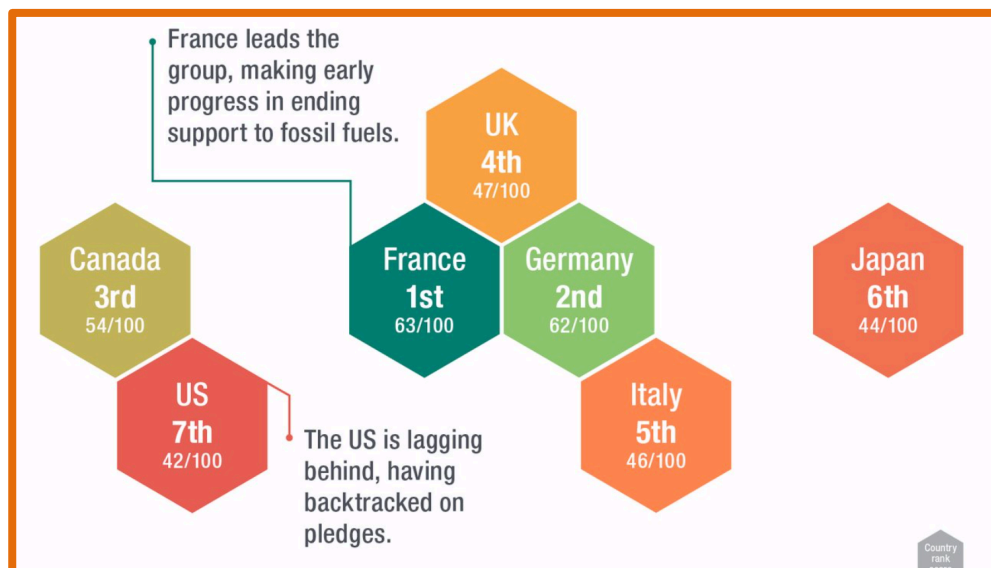 France leads the
group, making early
progress in ending
support to fossil fuels.
UK
4th
47/100
Canada
3rd
54/100
France
1st
63/100
Germany
2nd
62/100
Japan
6th
44/100
US
7th
42/100
The US is lagging
behind, having
backtracked on
pledges.
Italy
5th
46/100
Country
rank